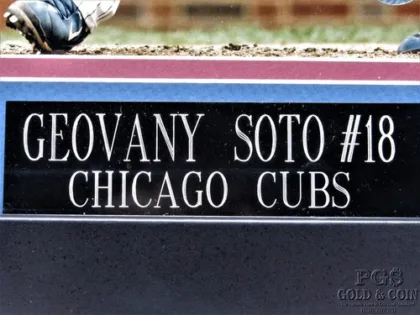 GEOVANY SOTO #18
CHICAGO CUBS
PGS
GOLD & COIN